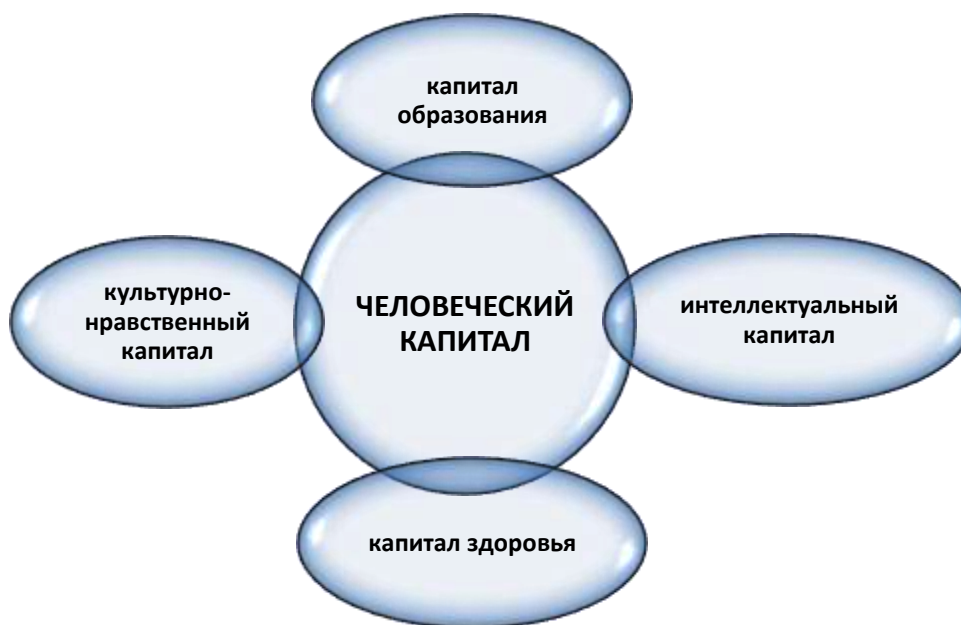 капитал
образования
культурно-
нравственный
капитал
ЧЕЛОВЕЧЕСКИЙ
КАПИТАЛ
интеллектуальный
капитал
капитал здоровья